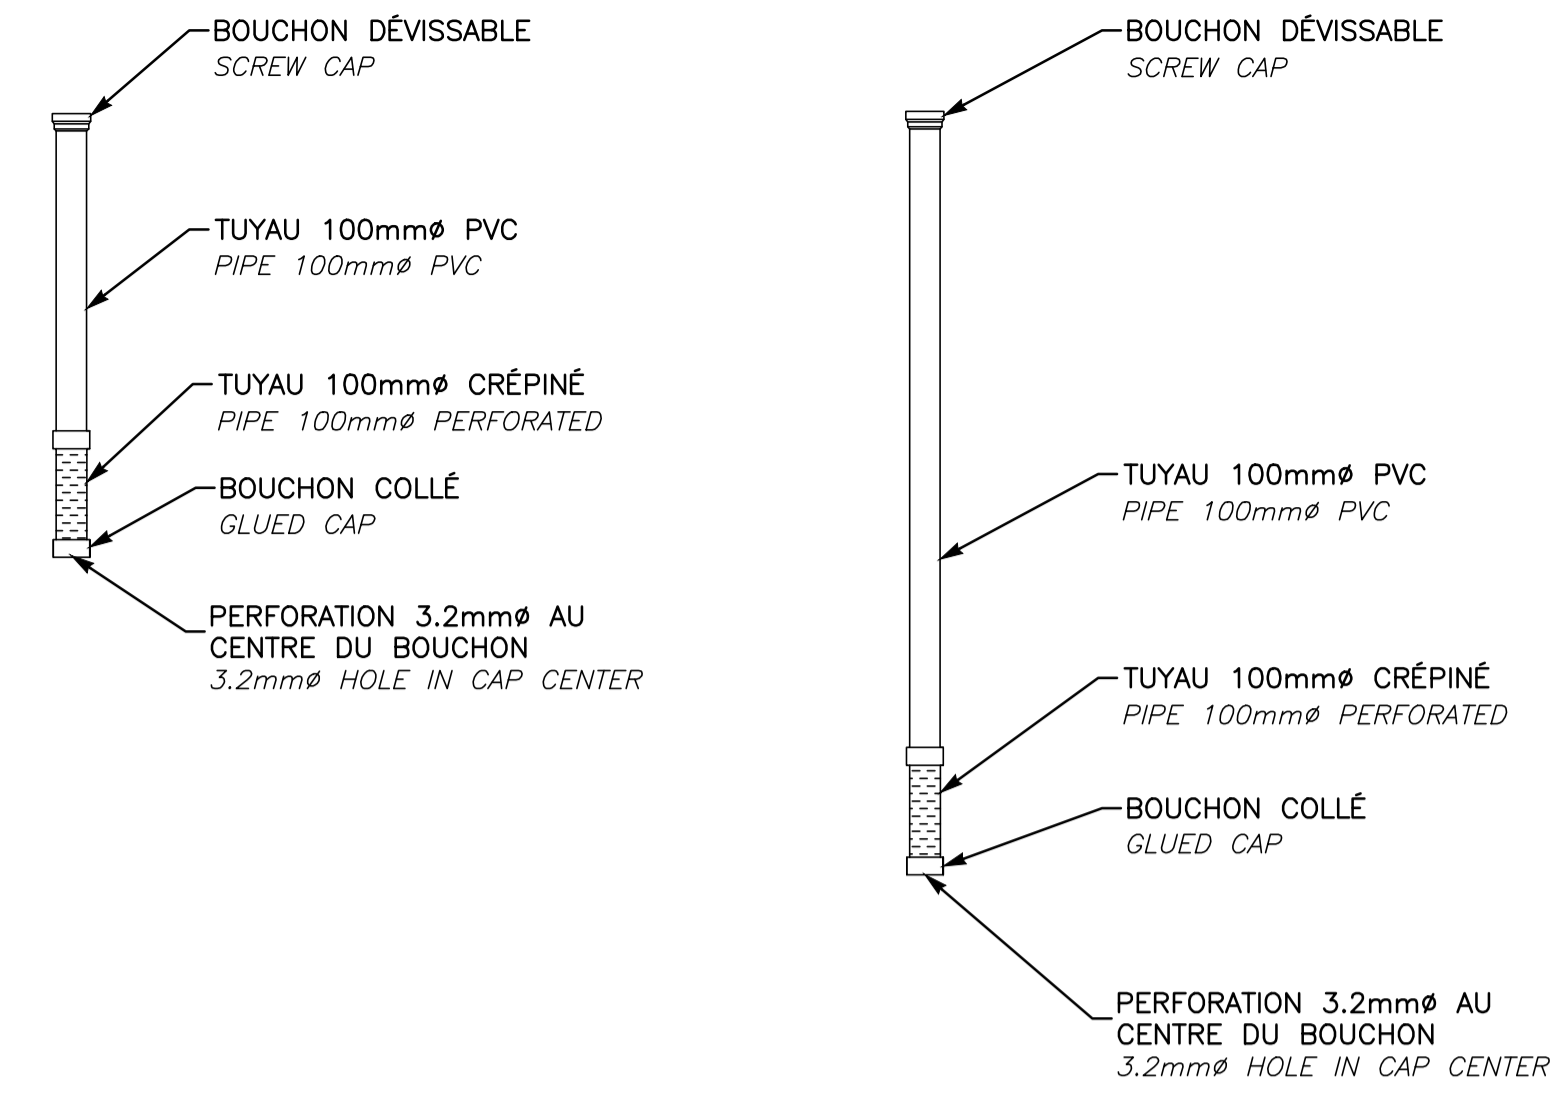 BOUCHON DÉVISSABLE
SCREW CAP
TUYAU 100mmø PVC
PIPE 100mmø PVC
TUYAU 100mmø CRÉPINÉ
PIPE 100mmø PERFORATED
BOUCHON COLLÉ
GLUED CAP
PERFORATION 3.2mmø AU
CENTRE DU BOUCHON
3.2mmø HOLE IN CAP CENTER
BOUCHON DÉVISSABLE
SCREW CAP
TUYAU 100mmø PVC
PIPE 100mmø PVC
TUYAU 100mmø CRÉPINÉ
PIPE 100mmø PERFORATED
BOUCHON COLLÉ
GLUED CAP
PERFORATION 3.2mmø AU
CENTRE DU BOUCHON
3.2mmø HOLE IN CAP CENTER